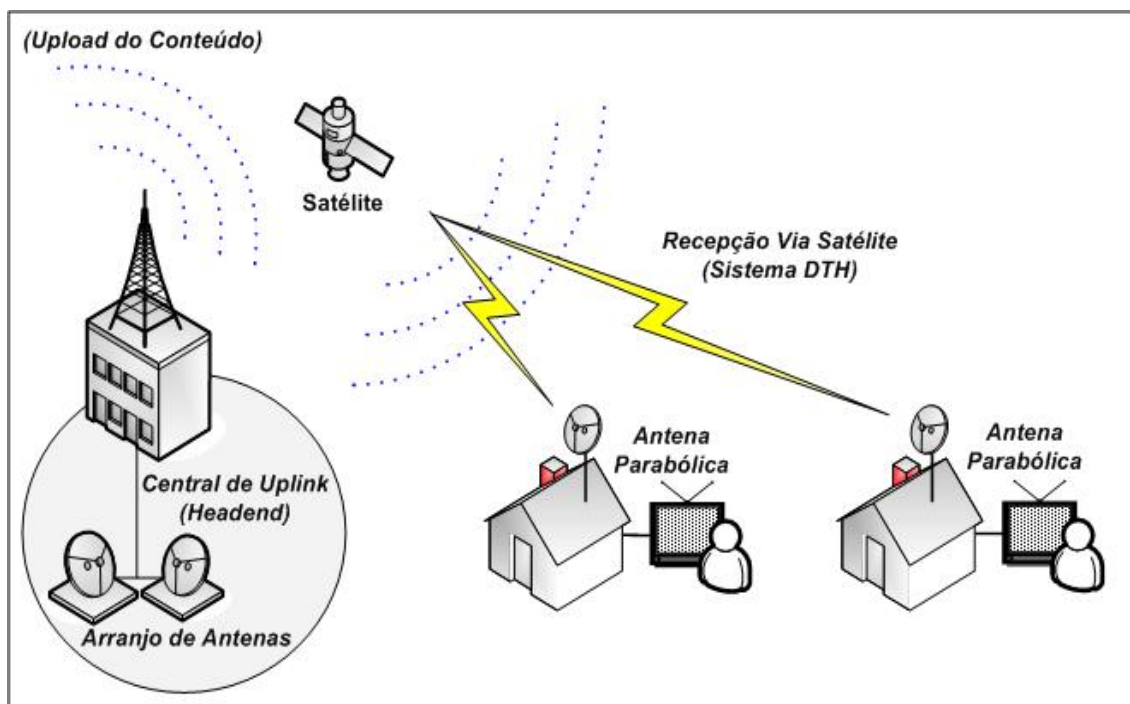 (Upload do Conteúdo)
Satélite
Recepção Via Satélite
(Sistema DTH)
Antena
Parabólica
Antena
Parabólica
Central de Uplink
(Headend)
Arranjo de Antenas